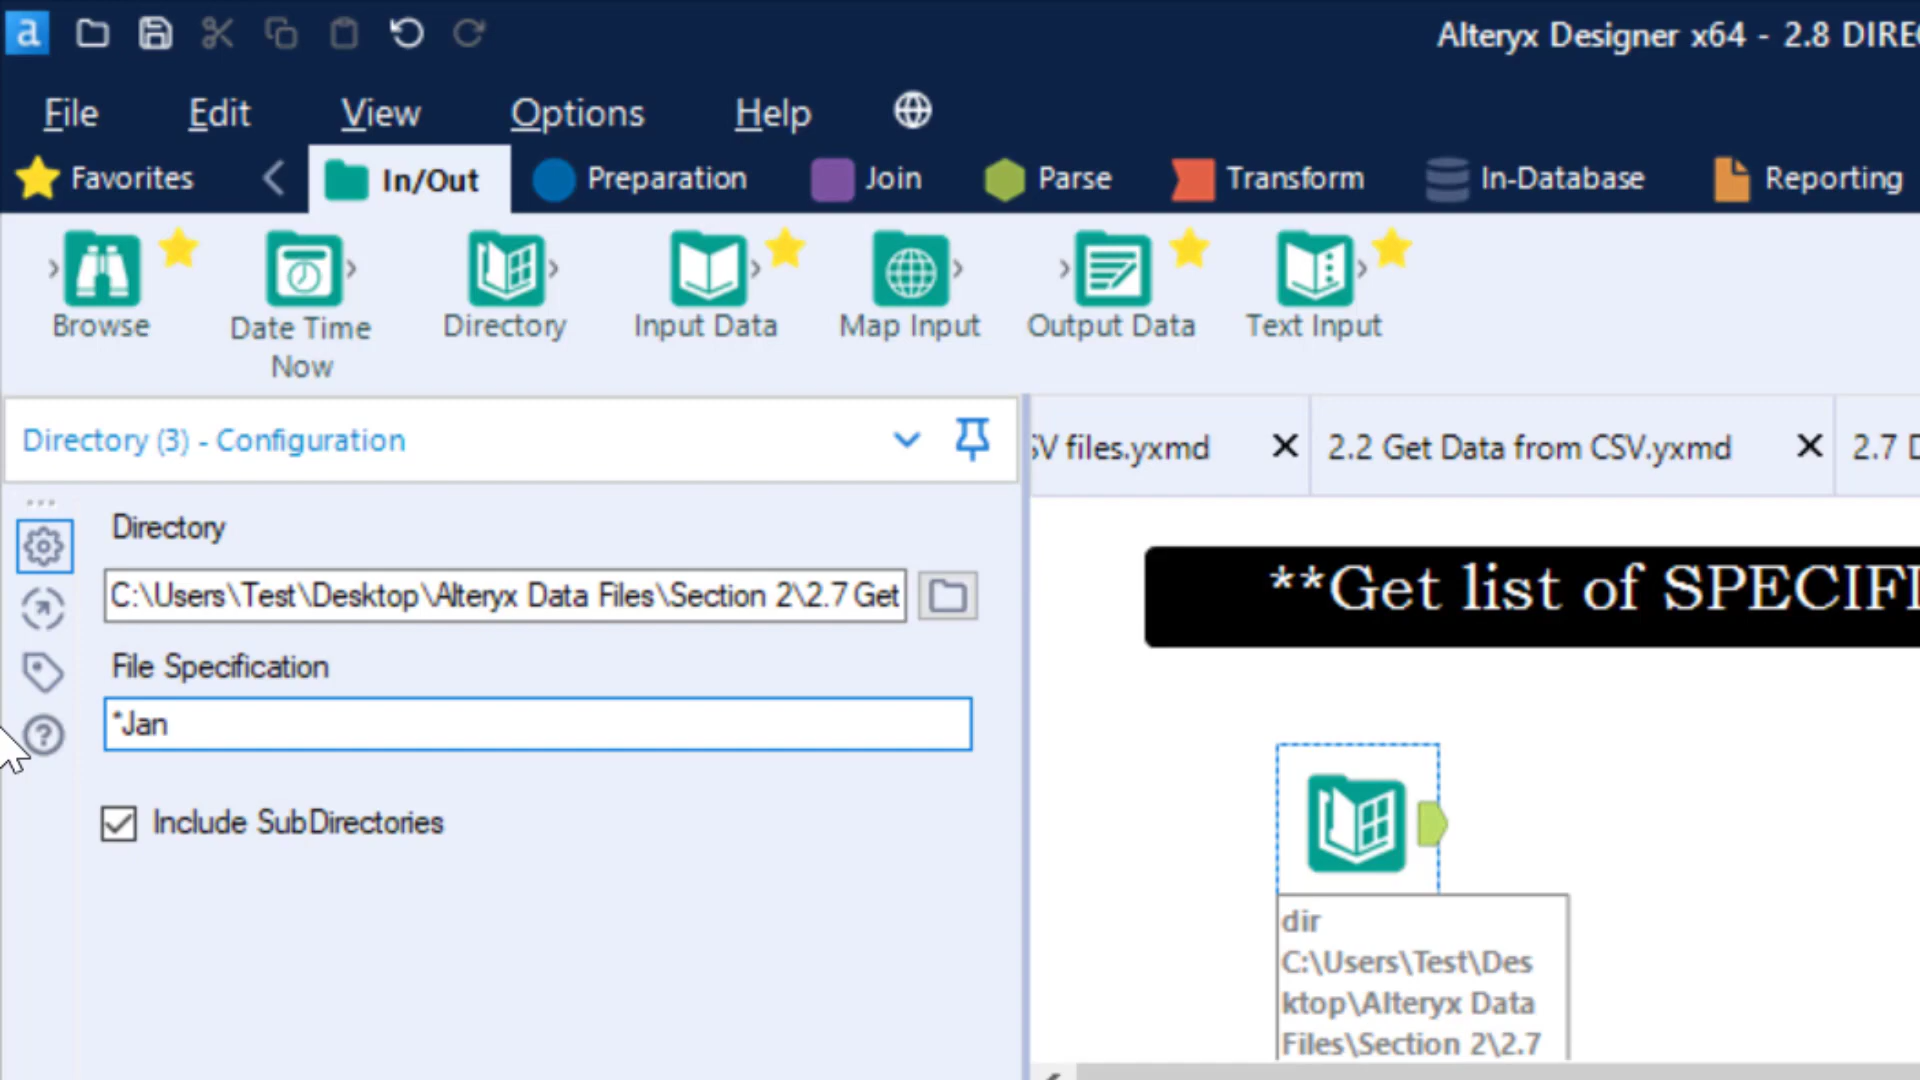 a
Alteryx Designer x64 - 2.8 DIREC
File Edit View Options Help
Favorites In/Out Preparation Join Parse Transform In-Database Reporting
Browse Date Time Now Directory Input Data Map Input Output Data Text Input
Directory (3) - Configuration
SV files.yxmd 2.2 Get Data from CSV.yxmd 2.7 D
Directory
C:\Users\Test\Desktop\Alteryx Data Files\Section 2\2.7 Get
File Specification
*Jan
Include SubDirectories
**Get list of SPECIFI
dir
C:\Users\Test\Des
ktop\Alteryx Data
Files\Section 2\2.7